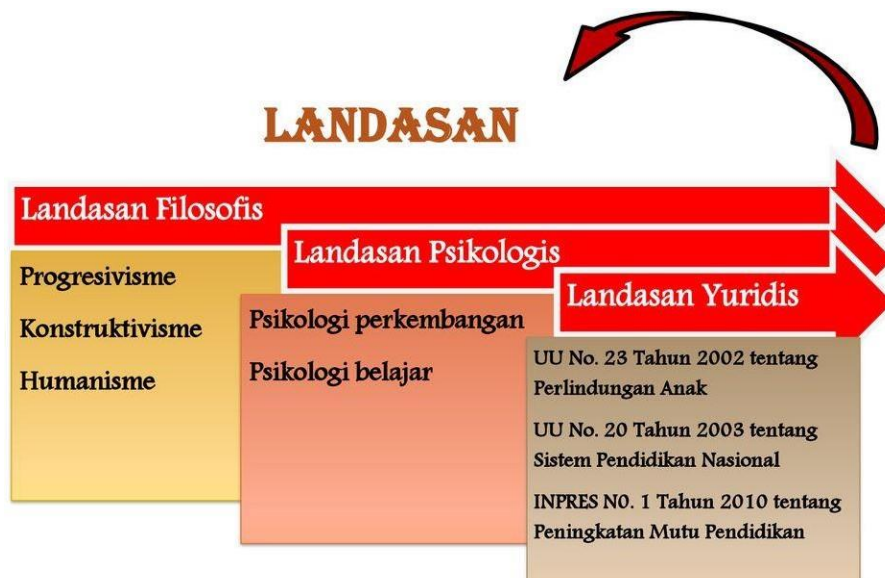 LANDASAN
Landasan Filosofis
Progresivisme
Konstruktivisme
Humanisme
Landasan Psikologis
Psikologi perkembangan
Psikologi belajar
Landasan Yuridis
UU No. 23 Tahun 2002 tentang
Perlindungan Anak
UU No. 20 Tahun 2003 tentang
Sistem Pendidikan Nasional
INPRES N0. 1 Tahun 2010 tentang
Peningkatan Mutu Pendidikan